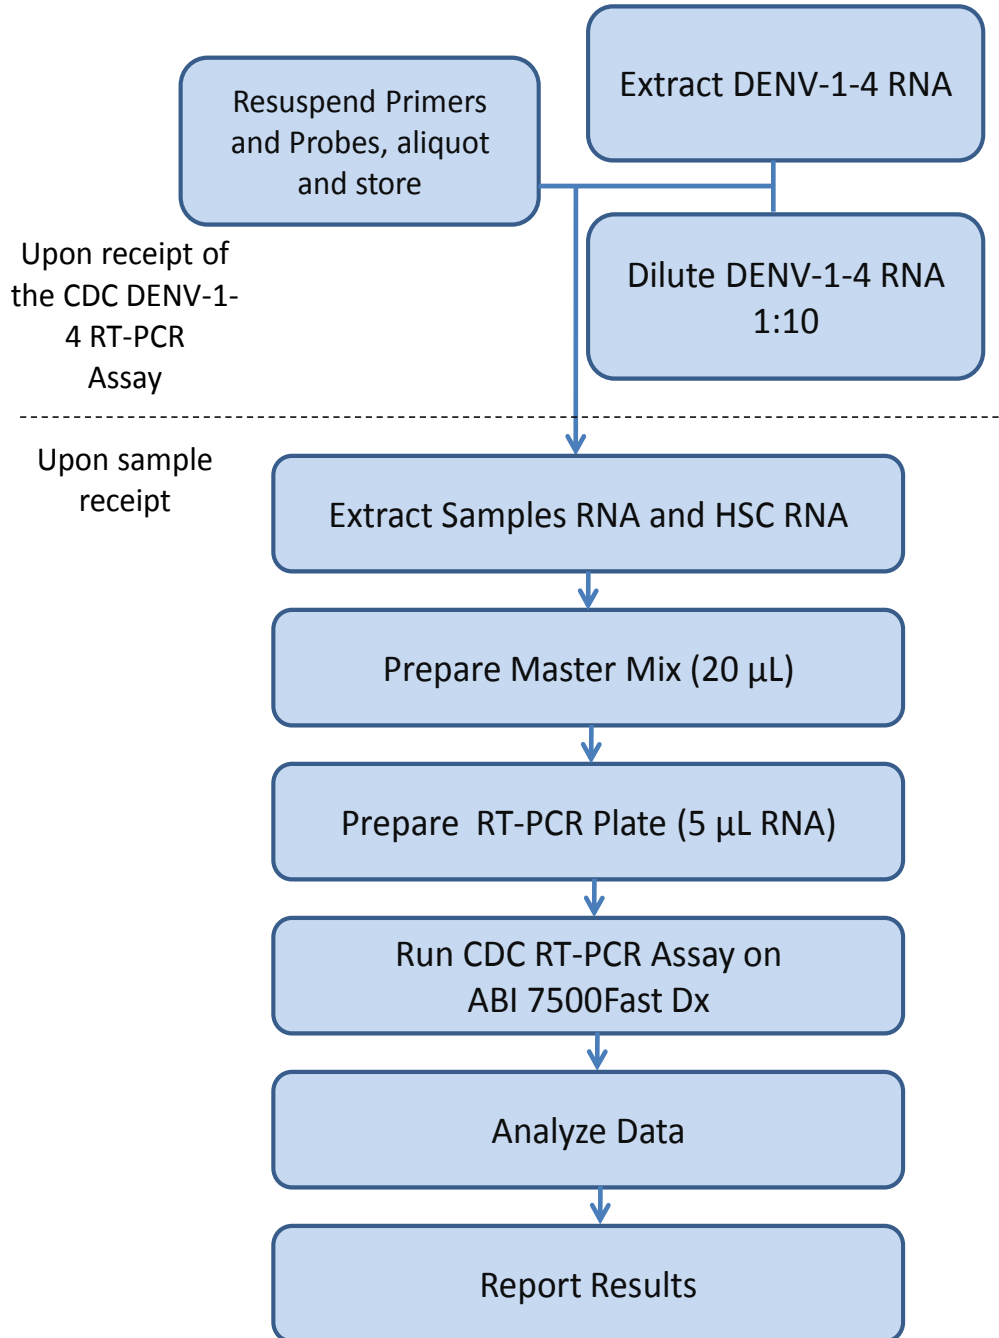 Extract DENV-1-4 RNA
Resuspend Primers
and Probes, aliquot
and store
Dilute DENV-1-4 RNA
1:10
Upon receipt of
the CDC DENV-1-
4 RT-PCR
Assay
Upon sample
receipt
Extract Samples RNA and HSC RNA
Prepare Master Mix (20 µL)
Prepare RT-PCR Plate (5 µL RNA)
Run CDC RT-PCR Assay on
ABI 7500Fast Dx
Analyze Data
Report Results